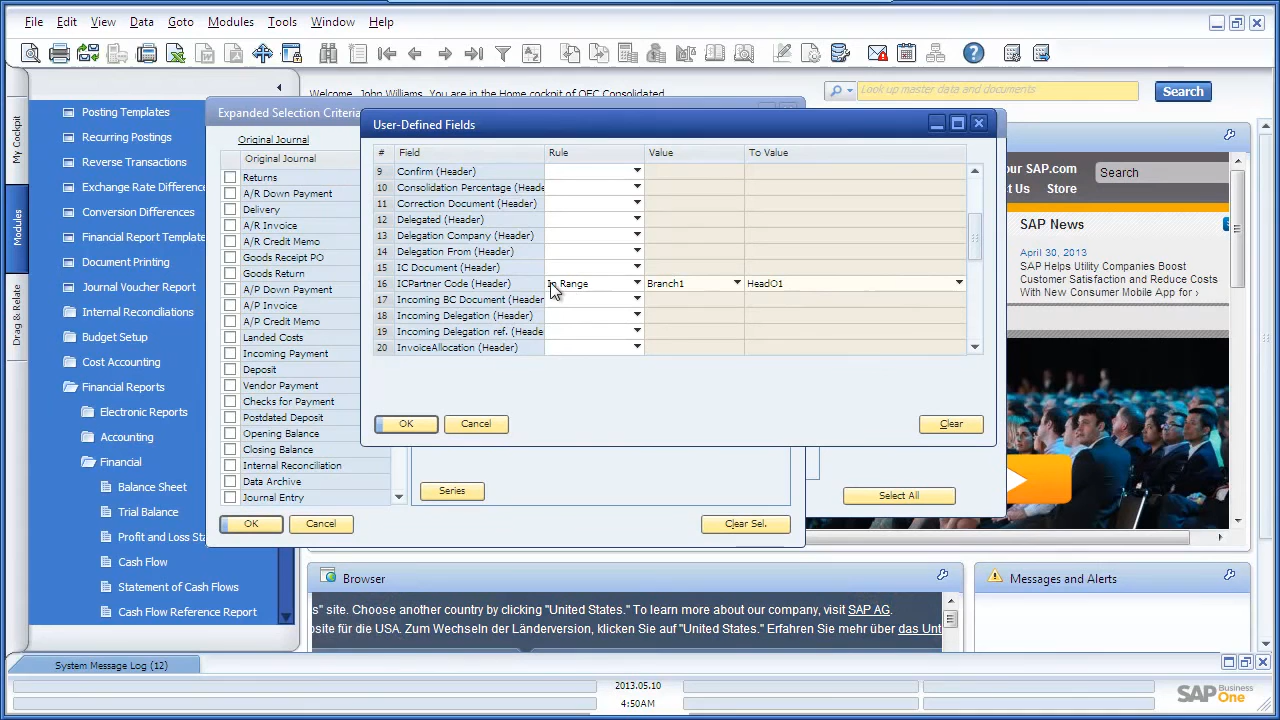 File Edit View Data Goto Modules Tools Window Help
Welcome, John Williams. You are in the Home cockpit of OEC Consolidated
Look up master data and documents
Search
My Cockpit
Modules
Drag & Relate
Posting Templates
Recurring Postings
Reverse Transactions
Exchange Rate Difference
Conversion Differences
Financial Report Template
Document Printing
Journal Voucher Report
Internal Reconciliations
Budget Setup
Cost Accounting
Financial Reports
Electronic Reports
Accounting
Financial
Balance Sheet
Trial Balance
Profit and Loss Sta
Cash Flow
Statement of Cash Flows
Cash Flow Reference Report
Expanded Selection Criteria
Original Journal
Original Journal
Returns
A/R Down Payment
Delivery
A/R Invoice
A/R Credit Memo
Goods Receipt PO
Goods Return
A/P Down Payment
A/P Invoice
A/P Credit Memo
Landed Costs
Incoming Payment
Deposit
Vendor Payment
Checks for Payment
Postdated Deposit
Opening Balance
Closing Balance
Internal Reconciliation
Data Archive
Journal Entry
Series
OK Cancel Clear Sel.
Select All
User-Defined Fields
# Field Rule Value To Value
9 Confirm (Header)
10 Consolidation Percentage (Heade
11 Correction Document (Header)
12 Delegated (Header)
13 Delegation Company (Header)
14 Delegation From (Header)
15 IC Document (Header)
16 ICPartner Code (Header) In Range Branch1 HeadO1
17 Incoming BC Document (Header
18 Incoming Delegation (Header)
19 Incoming Delegation ref. (Heade
20 InvoiceAllocation (Header)
OK Cancel Clear
our SAP.com
t Us Store
Search
SAP News
April 30, 2013
SAP Helps Utility Companies Boost
Customer Care and Reduce Costs
With New Consumer Mobile App ›
Browser
s" site. Choose another country by clicking "United States." To learn more about our company, visit SAP AG.
bsite für die USA. Zum Wechseln der Länderversion, klicken Sie auf "United States." Erfahren Sie mehr über das Unt
Messages and Alerts
System Message Log (12)
2013.05.10
4:50AM
SAP Business One